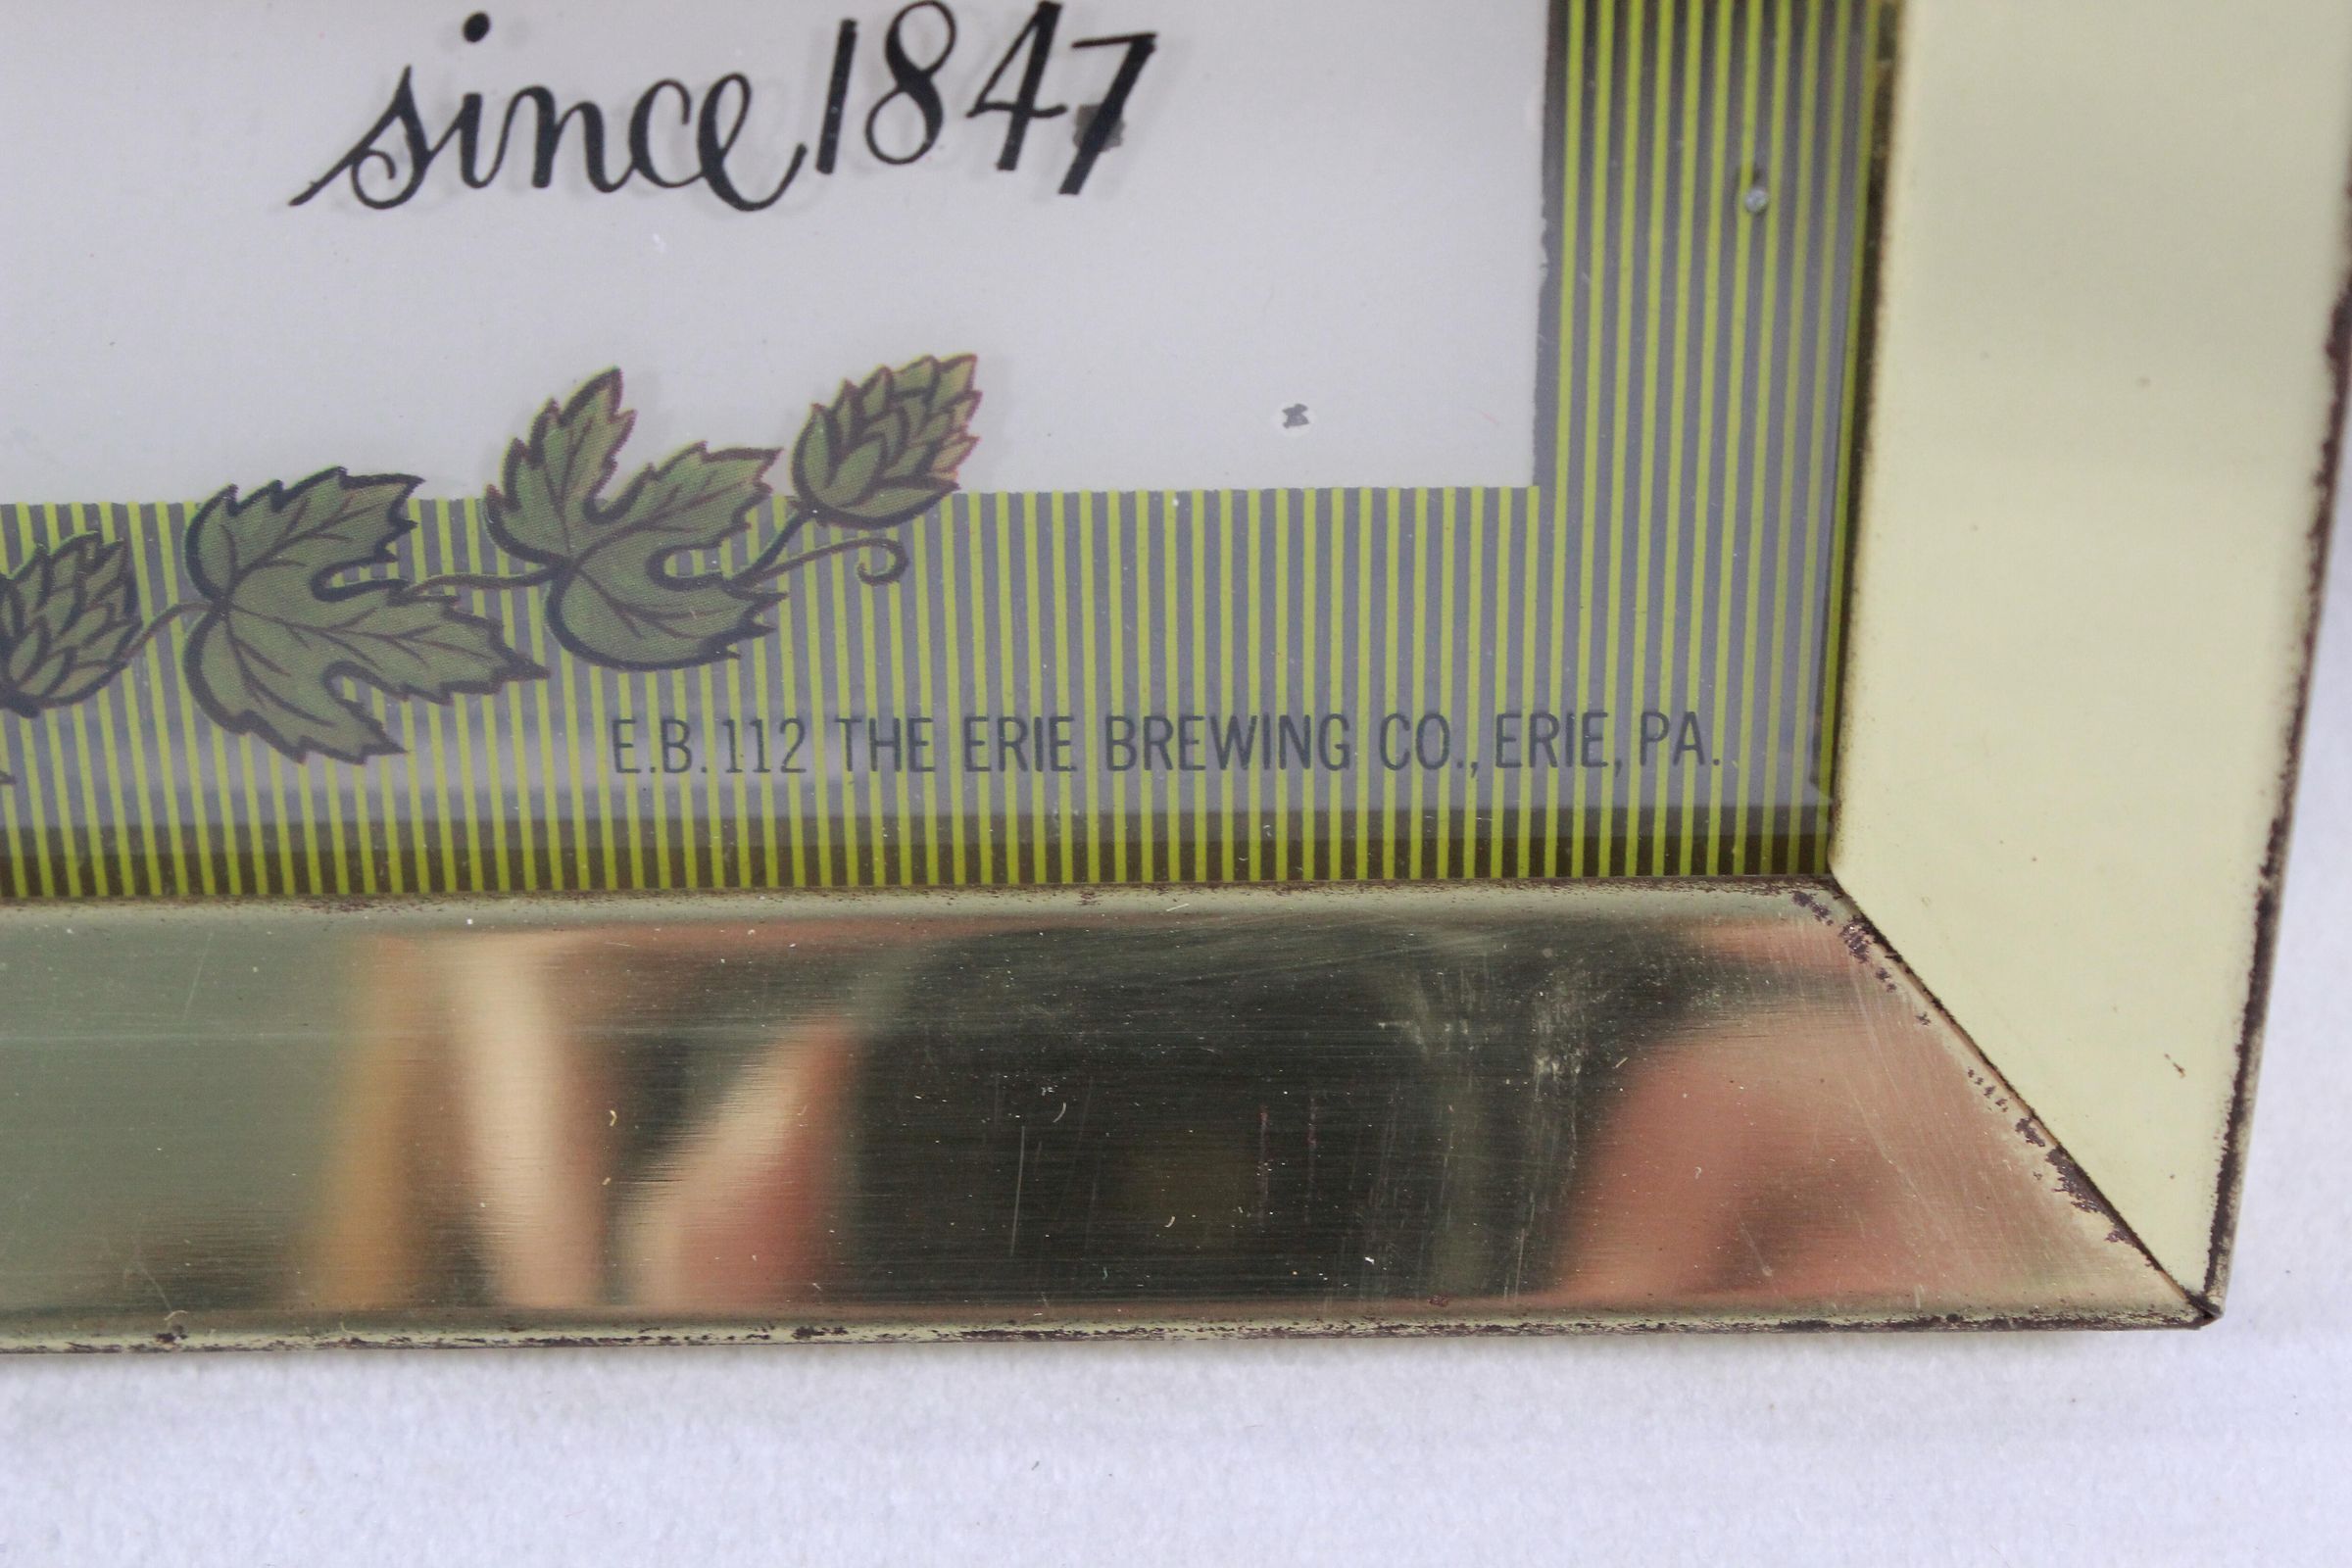 since 1847
E.B. 112 THE ERIE BREWING CO., ERIE, PA.